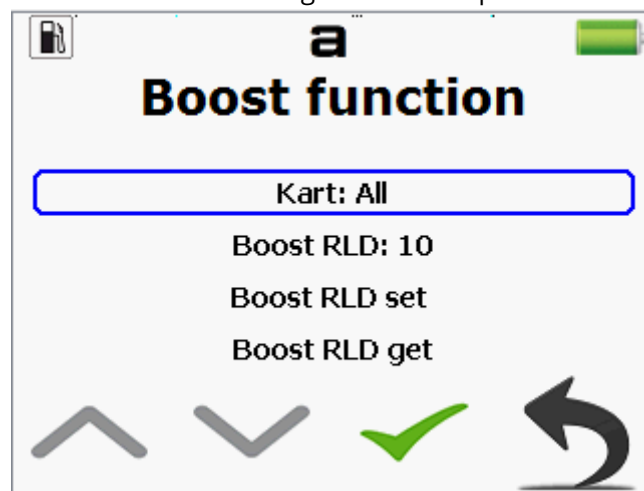 a
Boost function
Kart: All
Boost RLD: 10
Boost RLD set
Boost RLD get